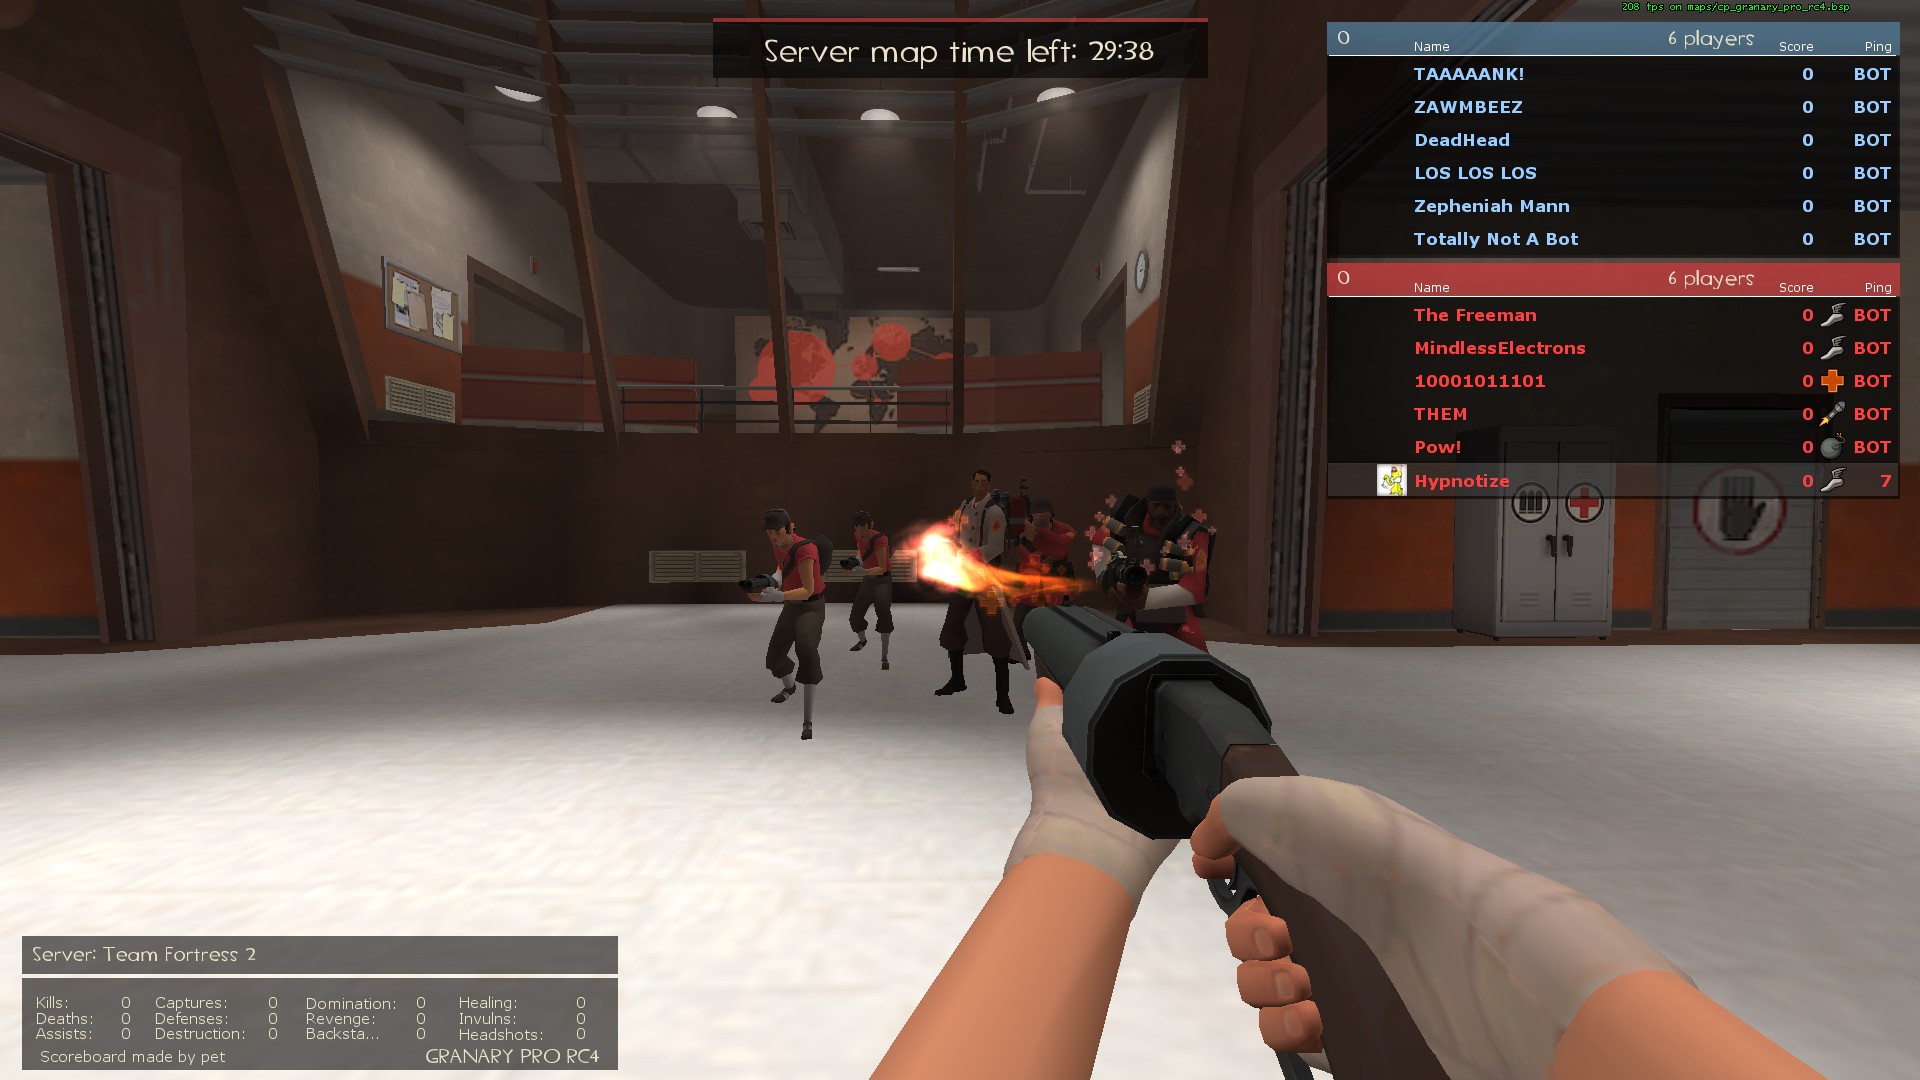 208 fps on maps/cp_granary_pro_rc4.bsp
Server map time left: 29:38
0 6 players
Name Score Ping
TAAAAANK! 0 BOT
ZAWMBEEZ 0 BOT
DeadHead 0 BOT
LOS LOS LOS 0 BOT
Zepheniah Mann 0 BOT
Totally Not A Bot 0 BOT
0 6 players
Name Score Ping
The Freeman 0 BOT
MindlessElectrons 0 BOT
10001011101 0 BOT
THEM 0 BOT
Pow! 0 BOT
Hypnotize 0 7
Server: Team Fortress 2
Kills: 0 Captures: 0 Domination: 0 Healing: 0
Deaths: 0 Defenses: 0 Revenge: 0 Invulns: 0
Assists: 0 Destruction: 0 Backsta... 0 Headshots: 0
Scoreboard made by pet GRANARY PRO RC4